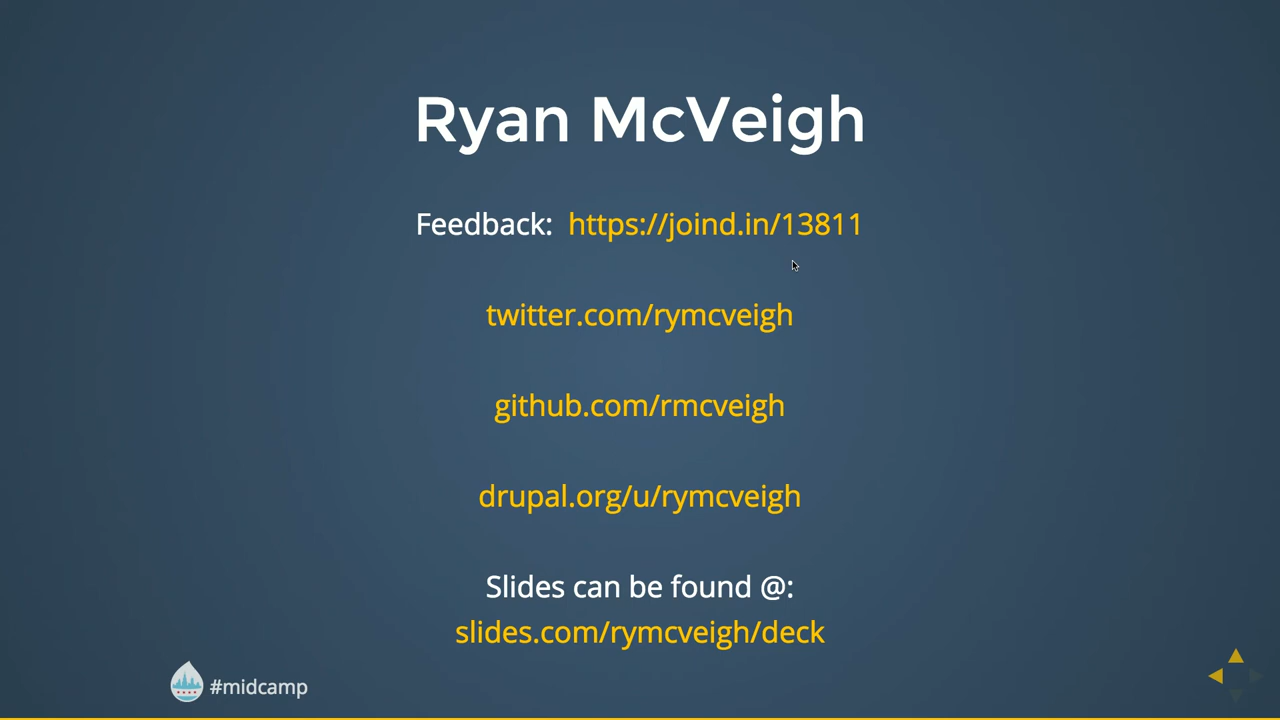 Ryan McVeigh
Feedback: https://joind.in/13811
twitter.com/rymcveigh
github.com/rmcveigh
drupal.org/u/rymcveigh
Slides can be found @:
slides.com/rymcveigh/deck
#midcamp